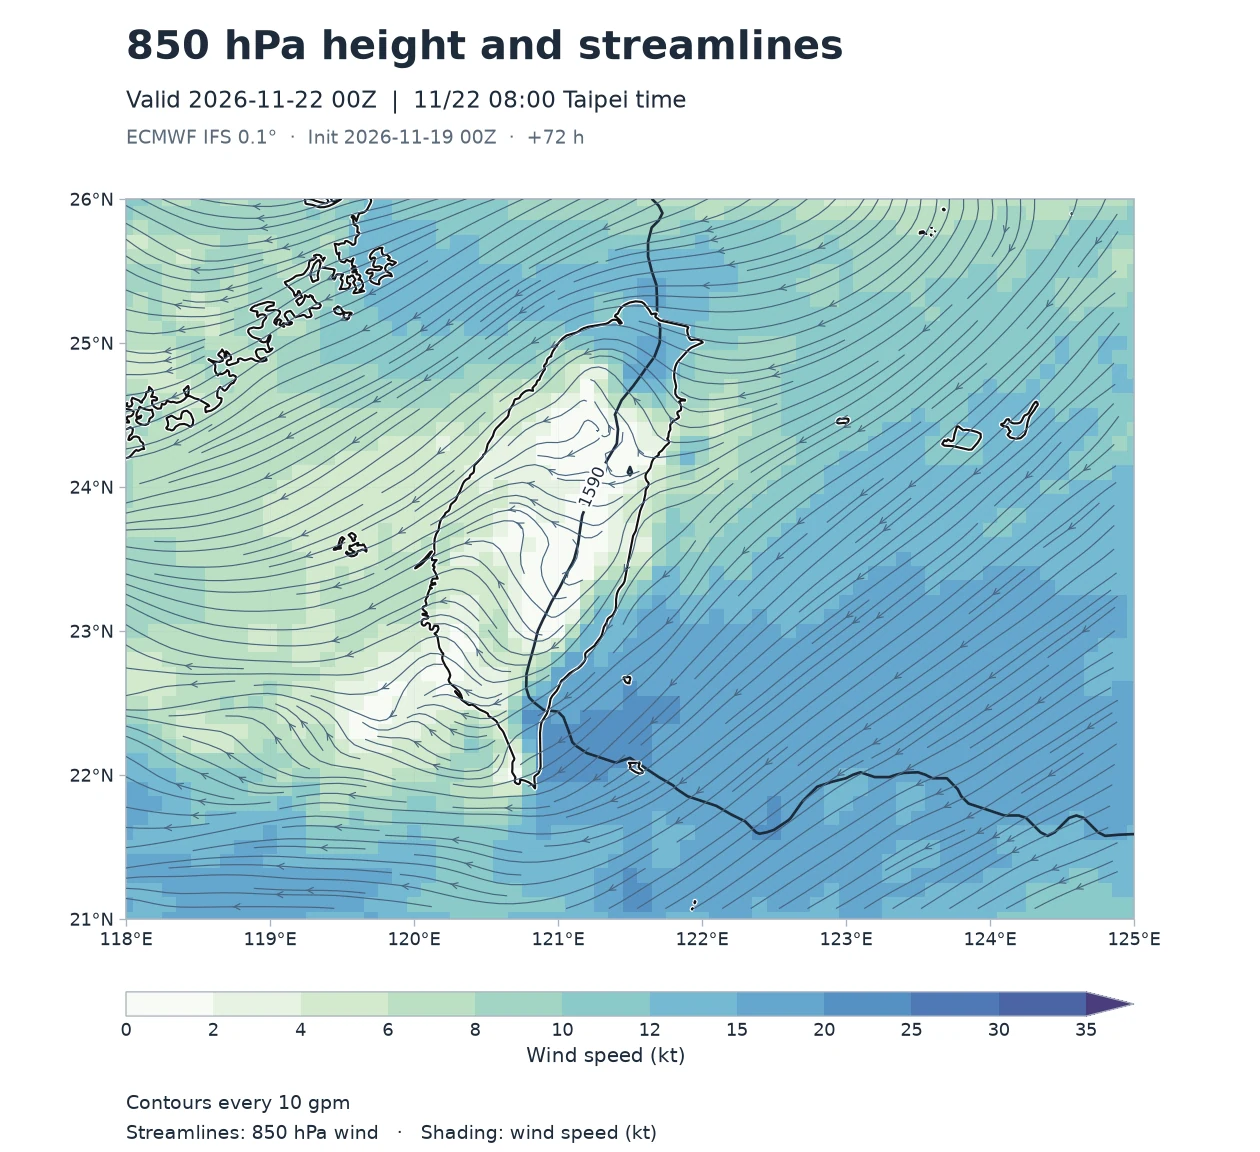 850 hPa height and streamlines
Valid 2026-11-22 00Z | 11/22 08:00 Taipei time
ECMWF IFS 0.1° · Init 2026-11-19 00Z · +72 h
26°N
25°N
24°N
1590
23°N
22°N
21°N
118°E 119°E 120°E 121°E 122°E 123°E 124°E 125°E
0 2 4 6 8 10 12 15 20 25 30 35
Wind speed (kt)
Contours every 10 gpm
Streamlines: 850 hPa wind · Shading: wind speed (kt)